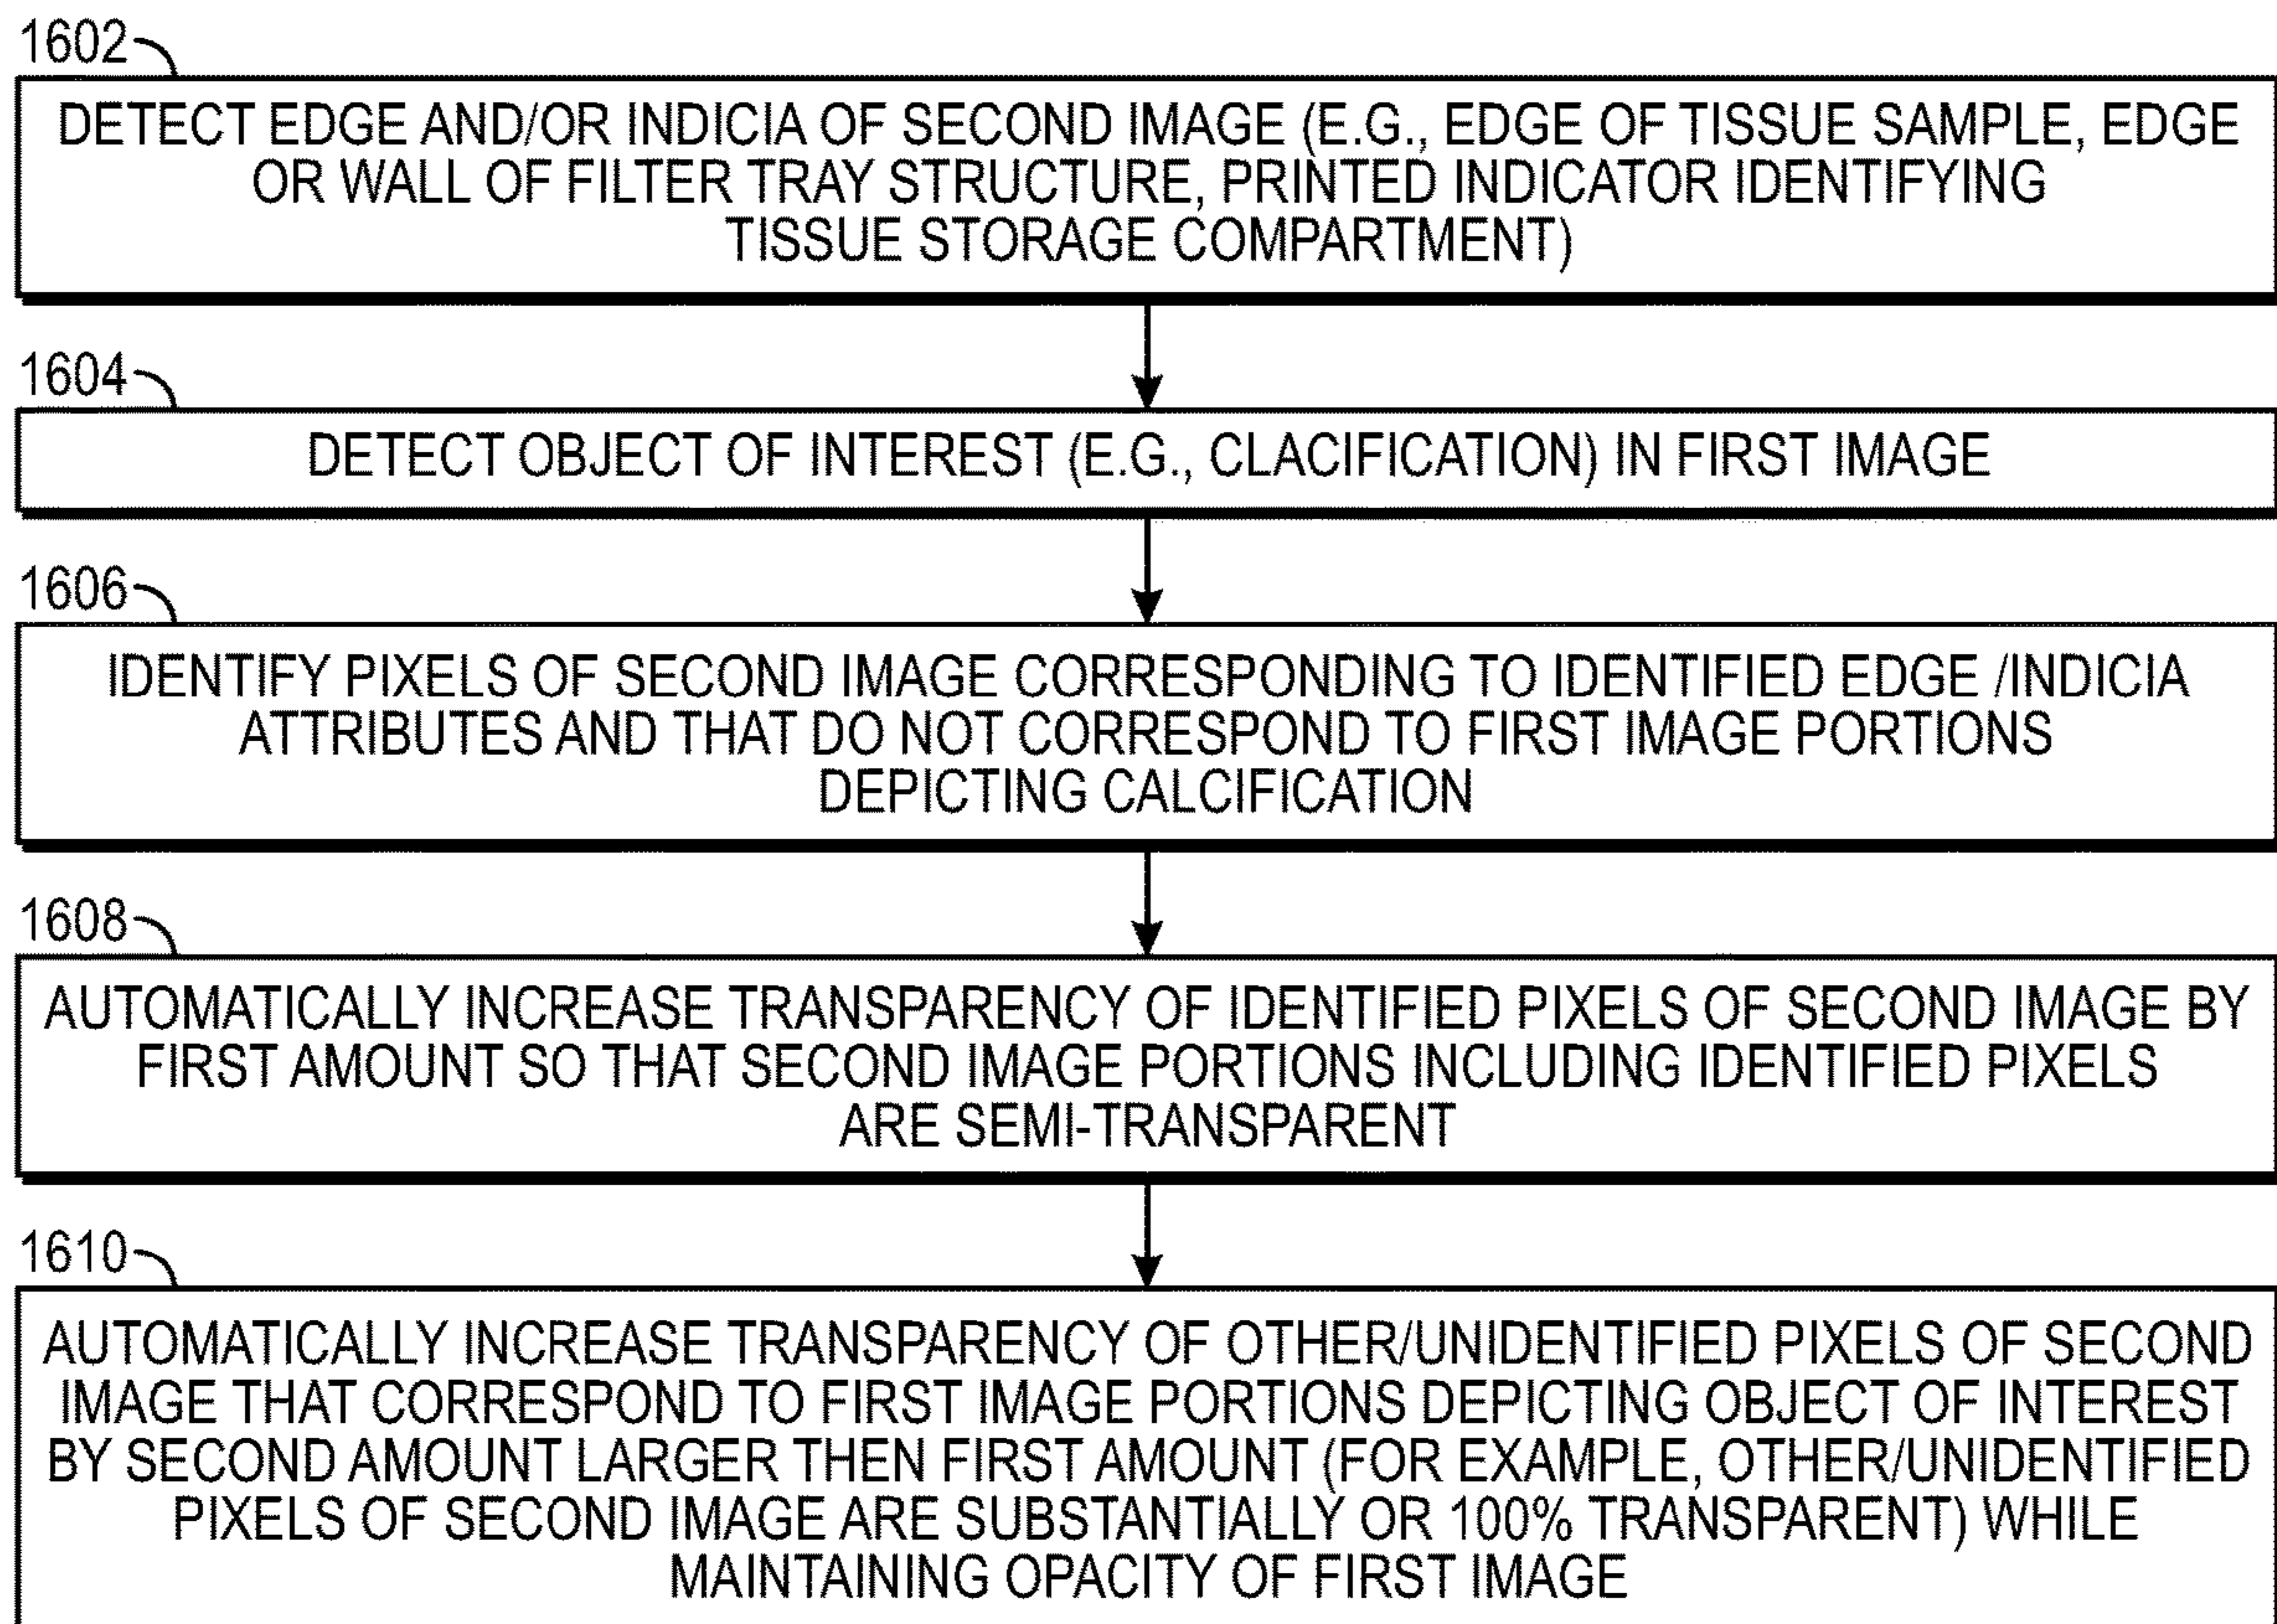 1602
DETECT EDGE AND/OR INDICIA OF SECOND IMAGE (E.G., EDGE OF TISSUE SAMPLE, EDGE
OR WALL OF FILTER TRAY STRUCTURE, PRINTED INDICATOR IDENTIFYING
TISSUE STORAGE COMPARTMENT)
1604
DETECT OBJECT OF INTEREST (E.G., CLACIFICATION) IN FIRST IMAGE
1606
IDENTIFY PIXELS OF SECOND IMAGE CORRESPONDING TO IDENTIFIED EDGE /INDICIA
ATTRIBUTES AND THAT DO NOT CORRESPOND TO FIRST IMAGE PORTIONS
DEPICTING CALCIFICATION
1608
AUTOMATICALLY INCREASE TRANSPARENCY OF IDENTIFIED PIXELS OF SECOND IMAGE BY
FIRST AMOUNT SO THAT SECOND IMAGE PORTIONS INCLUDING IDENTIFIED PIXELS
ARE SEMI-TRANSPARENT
1610
AUTOMATICALLY INCREASE TRANSPARENCY OF OTHER/UNIDENTIFIED PIXELS OF SECOND
IMAGE THAT CORRESPOND TO FIRST IMAGE PORTIONS DEPICTING OBJECT OF INTEREST
BY SECOND AMOUNT LARGER THEN FIRST AMOUNT (FOR EXAMPLE, OTHER/UNIDENTIFIED
PIXELS OF SECOND IMAGE ARE SUBSTANTIALLY OR 100% TRANSPARENT) WHILE
MAINTAINING OPACITY OF FIRST IMAGE